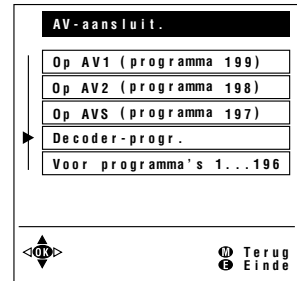 AV-aansluit.
Op AV1 (programma 199)
Op AV2 (programma 198)
Op AVS (programma 197)
Decoder-progr.
Voor programma's 1...196
OK
M Terug
E Einde